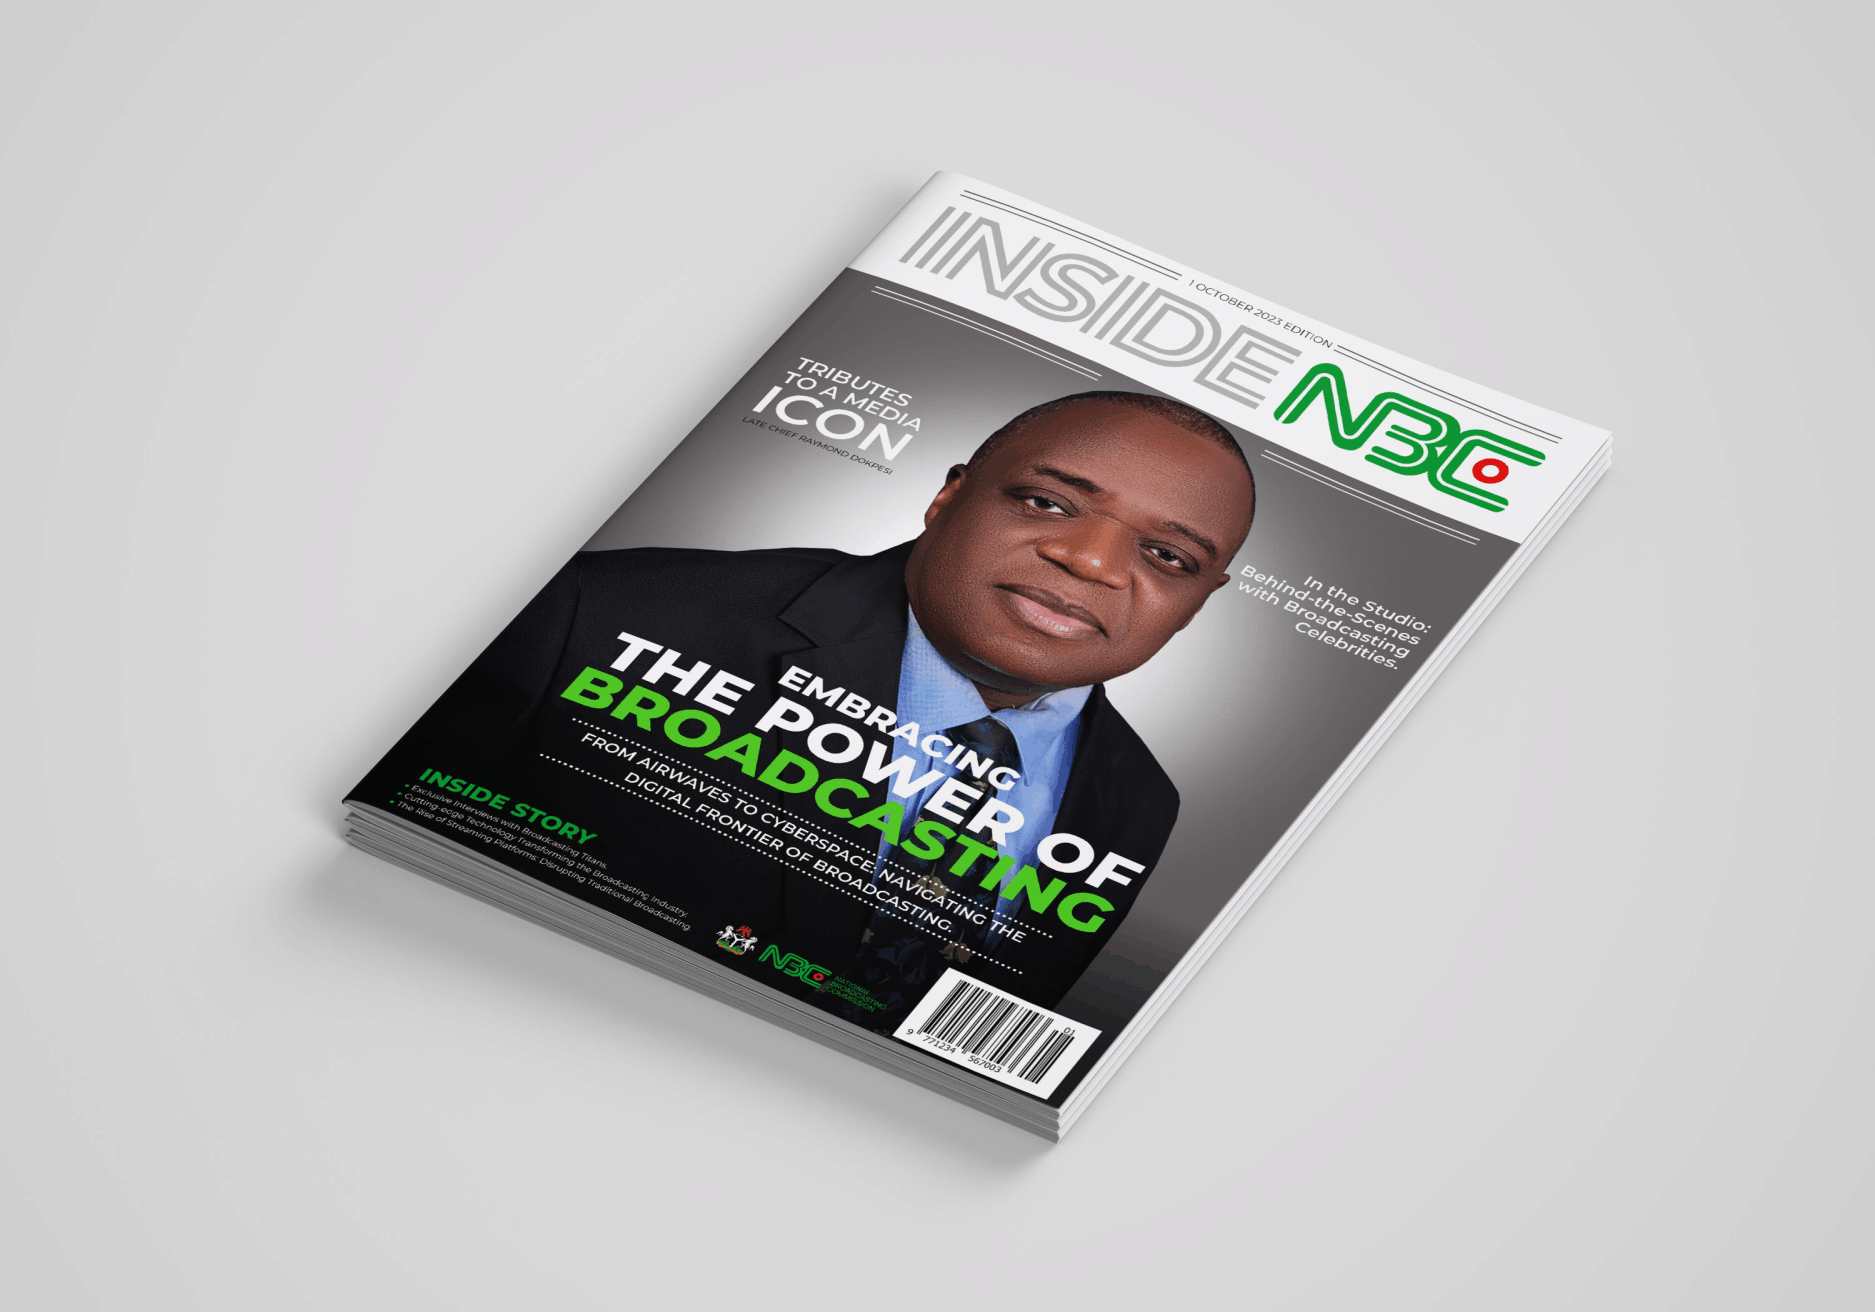 1 OCTOBER 2023 EDITION
INSIDE NBC
TRIBUTES
TO A MEDIA
ICON
LATE CHIEF RAYMOND DOKPESI
In the Studio:
Behind-the-Scenes
with Broadcasting
Celebrities.
EMBRACING
THE POWER OF
BROADCASTING
FROM AIRWAVES TO CYBERSPACE: NAVIGATING THE
DIGITAL FRONTIER OF BROADCASTING.
INSIDE STORY
• Exclusive Interviews with Broadcasting Titans.
• Cutting-edge Technology Transforming the Broadcasting Industry.
• The Rise of Streaming Platforms: Disrupting Traditional Broadcasting
NBC
NATIONAL
BROADCASTING
COMMISSION
01
9 771234 567003